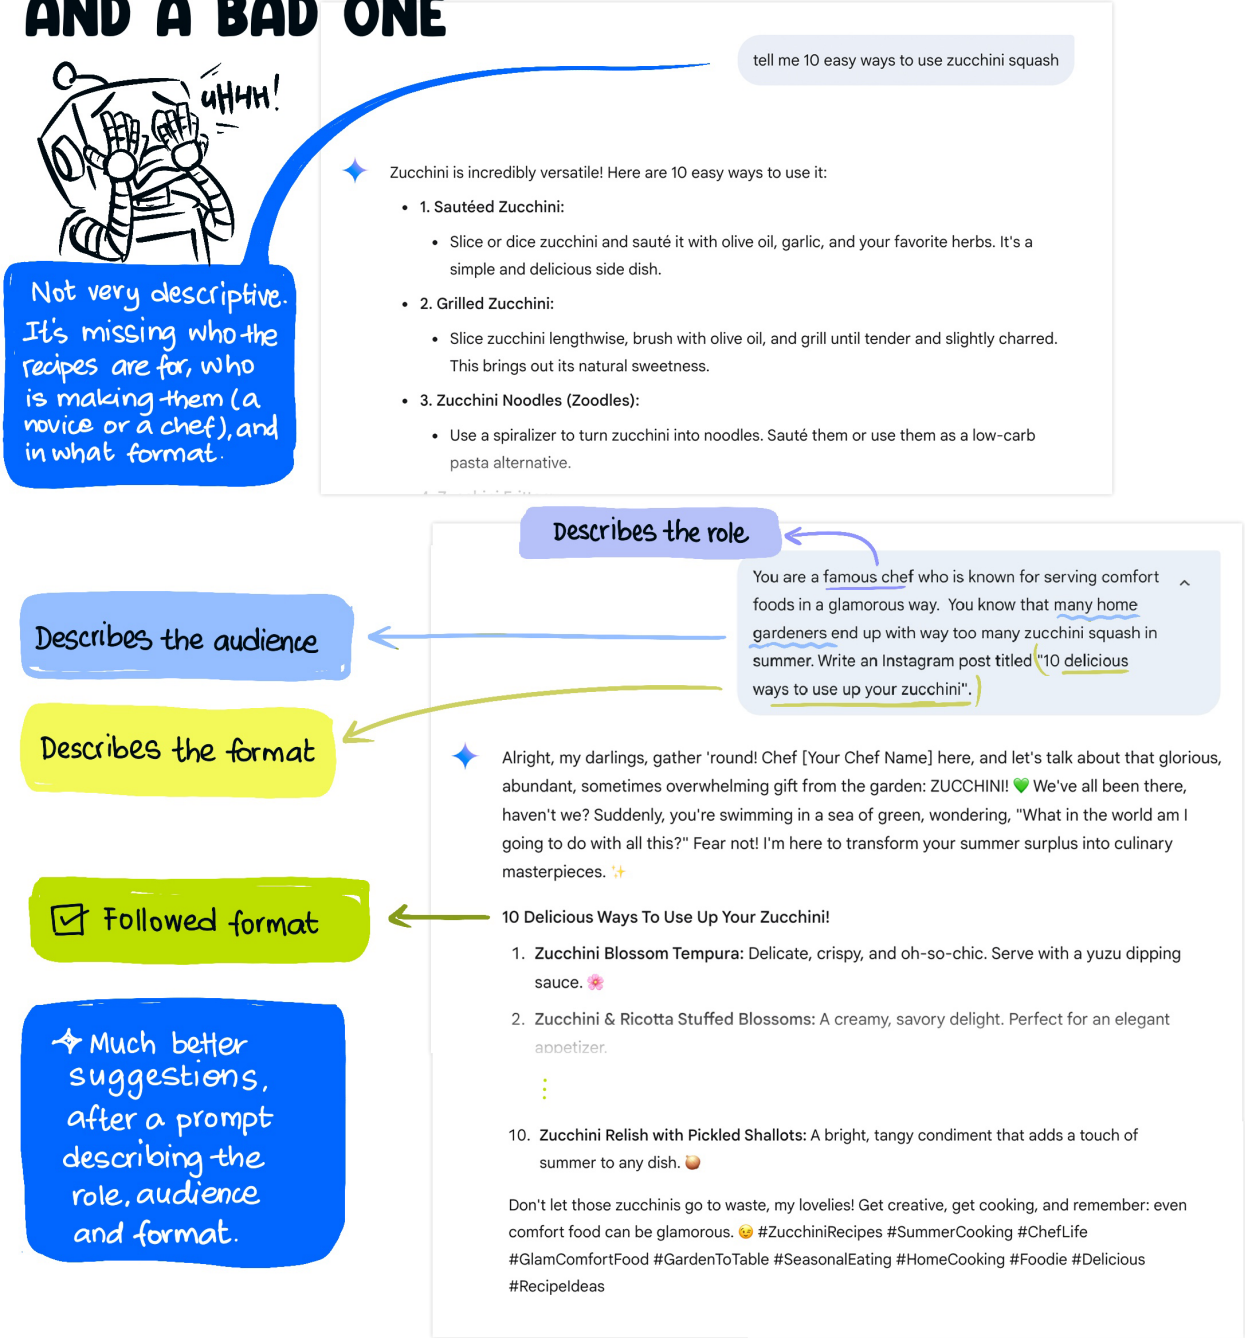 AND A BAD ONE
UHHH!
tell me 10 easy ways to use zucchini squash
Zucchini is incredibly versatile! Here are 10 easy ways to use it:
• 1. Sautéed Zucchini:
• Slice or dice zucchini and sauté it with olive oil, garlic, and your favorite herbs. It's a
simple and delicious side dish.
• 2. Grilled Zucchini:
• Slice zucchini lengthwise, brush with olive oil, and grill until tender and slightly charred.
This brings out its natural sweetness.
• 3. Zucchini Noodles (Zoodles):
• Use a spiralizer to turn zucchini into noodles. Sauté them or use them as a low-carb
pasta alternative.
Not very descriptive.
It's missing who the
recipes are for, who
is making them (a
novice or a chef), and
in what format.
Describes the role
You are a famous chef who is known for serving comfort
foods in a glamorous way. You know that many home
gardeners end up with way too many zucchini squash in
summer. Write an Instagram post titled "10 delicious
ways to use up your zucchini".
Describes the audience
Describes the format
Alright, my darlings, gather 'round! Chef [Your Chef Name] here, and let's talk about that glorious,
abundant, sometimes overwhelming gift from the garden: ZUCCHINI! 💚 We've all been there,
haven't we? Suddenly, you're swimming in a sea of green, wondering, "What in the world am I
going to do with all this?" Fear not! I'm here to transform your summer surplus into culinary
masterpieces. ✨
Followed format
10 Delicious Ways To Use Up Your Zucchini!
1. Zucchini Blossom Tempura: Delicate, crispy, and oh-so-chic. Serve with a yuzu dipping
sauce. 🌸
2. Zucchini & Ricotta Stuffed Blossoms: A creamy, savory delight. Perfect for an elegant
appetizer.
10. Zucchini Relish with Pickled Shallots: A bright, tangy condiment that adds a touch of
summer to any dish. 🧅
Don't let those zucchinis go to waste, my lovelies! Get creative, get cooking, and remember: even
comfort food can be glamorous. 😉 #ZucchiniRecipes #SummerCooking #ChefLife
#GlamComfortFood #GardenToTable #SeasonalEating #HomeCooking #Foodie #Delicious
#RecipeIdeas
Much better
suggestions,
after a prompt
describing the
role, audience
and format.